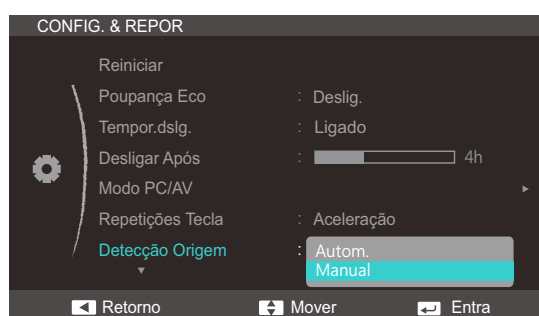 CONFIG. & REPOR
Reiniciar
Poupança Eco : Deslig.
Tempor.dslg. : Ligado
Desligar Após : 4h
Modo PC/AV
Repetições Tecla : Aceleração
Detecção Origem : Autom.
Manual
Retorno Mover Entra